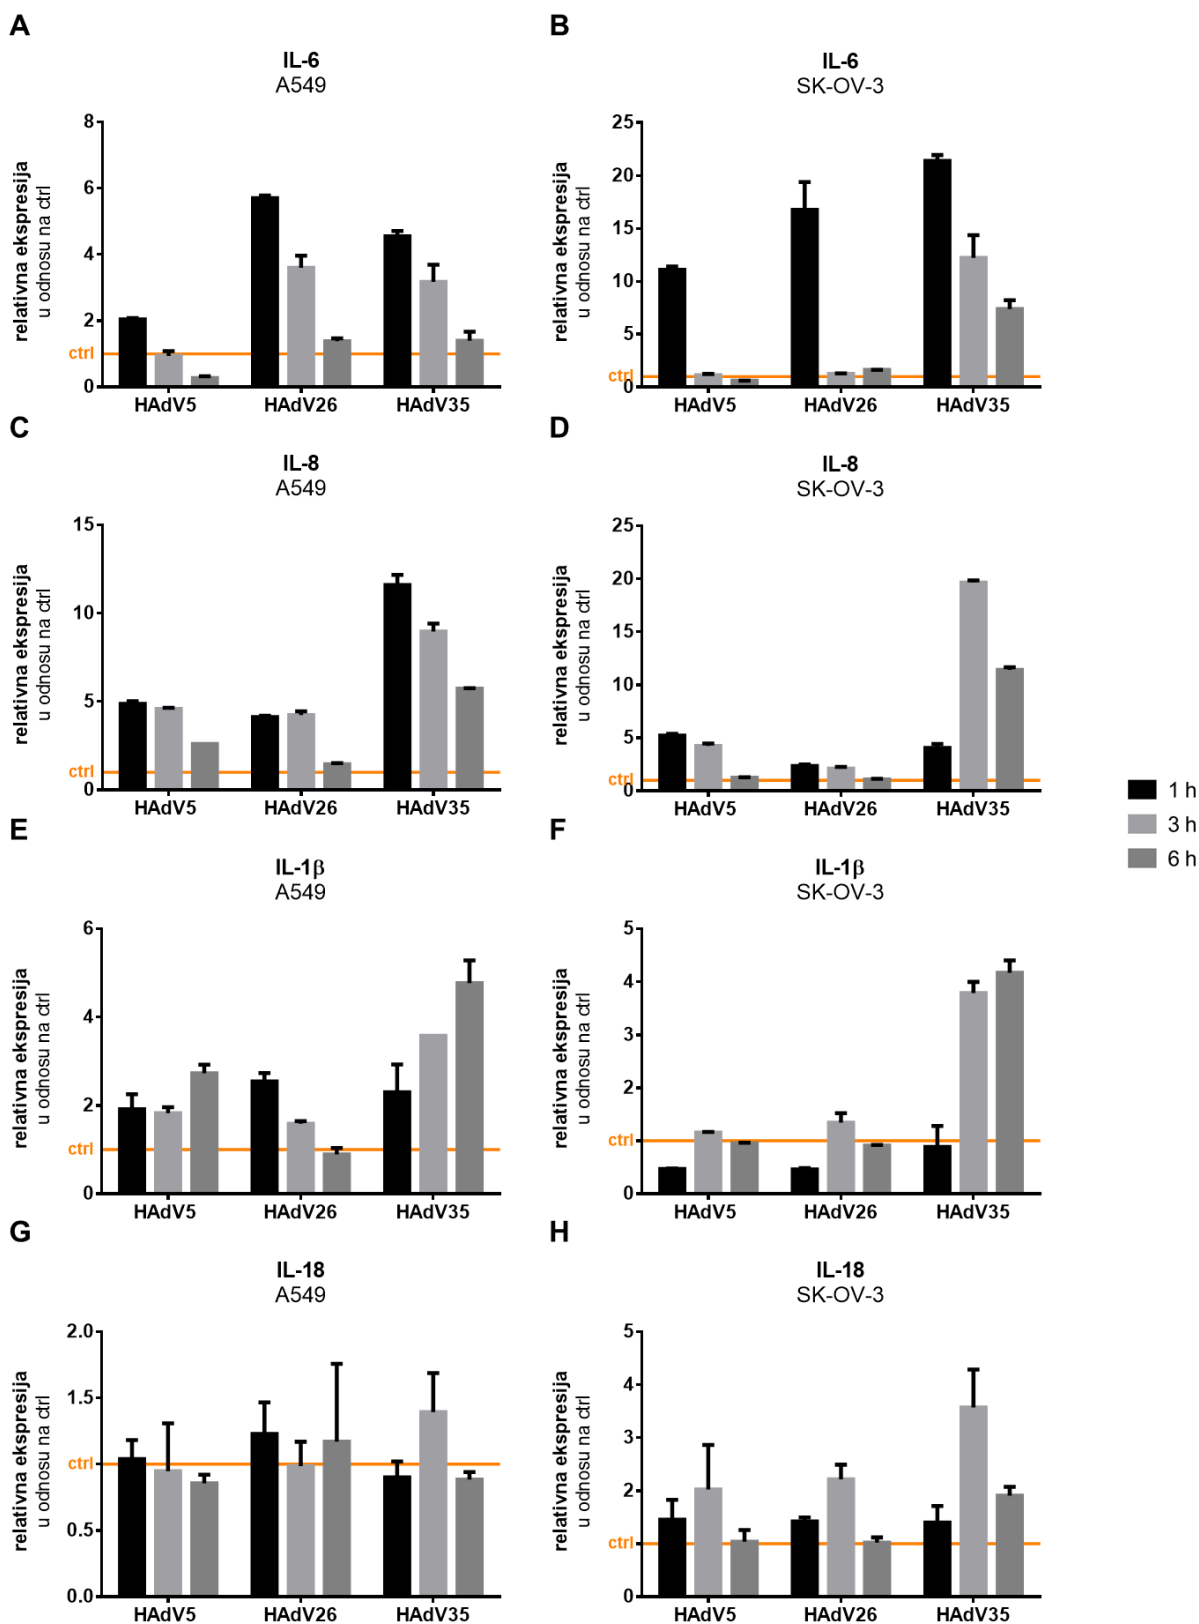 A
IL-6
A549
relativna ekspresija
u odnosu na ctrl
8
6
4
2
0
ctrl
HAdV5 HAdV26 HAdV35
B
IL-6
SK-OV-3
relativna ekspresija
u odnosu na ctrl
25
20
15
10
5
0
ctrl
HAdV5 HAdV26 HAdV35
C
IL-8
A549
relativna ekspresija
u odnosu na ctrl
15
10
5
0
ctrl
HAdV5 HAdV26 HAdV35
D
IL-8
SK-OV-3
relativna ekspresija
u odnosu na ctrl
25
20
15
10
5
0
ctrl
HAdV5 HAdV26 HAdV35
1 h
3 h
6 h
E
IL-1β
A549
relativna ekspresija
u odnosu na ctrl
6
4
2
0
ctrl
HAdV5 HAdV26 HAdV35
F
IL-1β
SK-OV-3
relativna ekspresija
u odnosu na ctrl
5
4
3
2
0
ctrl
HAdV5 HAdV26 HAdV35
G
IL-18
A549
relativna ekspresija
u odnosu na ctrl
2.0
1.5
0.5
0.0
ctrl
HAdV5 HAdV26 HAdV35
H
IL-18
SK-OV-3
relativna ekspresija
u odnosu na ctrl
5
4
3
2
0
ctrl
HAdV5 HAdV26 HAdV35